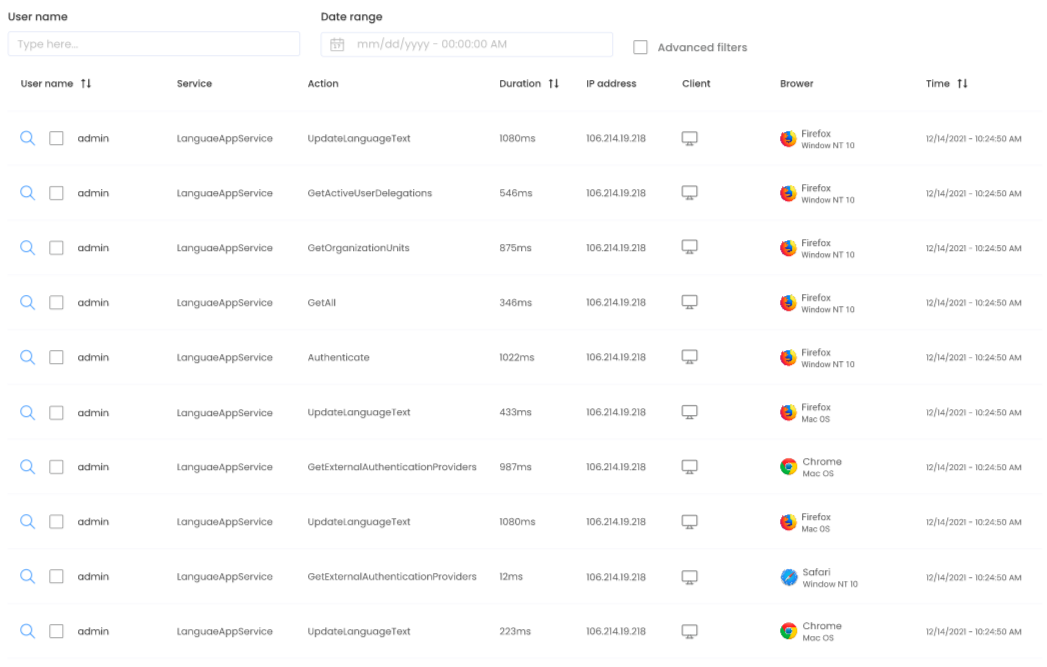 User name Date range
Type here... 17 mm/dd/yyyy - 00:00:00 AM Advanced filters
User name Service Action Duration IP address Client Brower Time
admin LanguaeAppService UpdateLanguageText 1080ms 106.214.19.218 Firefox Window NT 10 12/14/2021 - 10:24:50 AM
admin LanguaeAppService GetActiveUserDelegations 546ms 106.214.19.218 Firefox Window NT 10 12/14/2021 - 10:24:50 AM
admin LanguaeAppService GetOrganizationUnits 875ms 106.214.19.218 Firefox Window NT 10 12/14/2021 - 10:24:50 AM
admin LanguaeAppService GetAll 346ms 106.214.19.218 Firefox Window NT 10 12/14/2021 - 10:24:50 AM
admin LanguaeAppService Authenticate 1022ms 106.214.19.218 Firefox Window NT 10 12/14/2021 - 10:24:50 AM
admin LanguaeAppService UpdateLanguageText 433ms 106.214.19.218 Firefox Mac OS 12/14/2021 - 10:24:50 AM
admin LanguaeAppService GetExternalAuthenticationProviders 987ms 106.214.19.218 Chrome Mac OS 12/14/2021 - 10:24:50 AM
admin LanguaeAppService UpdateLanguageText 1080ms 106.214.19.218 Firefox Mac OS 12/14/2021 - 10:24:50 AM
admin LanguaeAppService GetExternalAuthenticationProviders 12ms 106.214.19.218 Safari Window NT 10 12/14/2021 - 10:24:50 AM
admin LanguaeAppService UpdateLanguageText 223ms 106.214.19.218 Chrome Mac OS 12/14/2021 - 10:24:50 AM